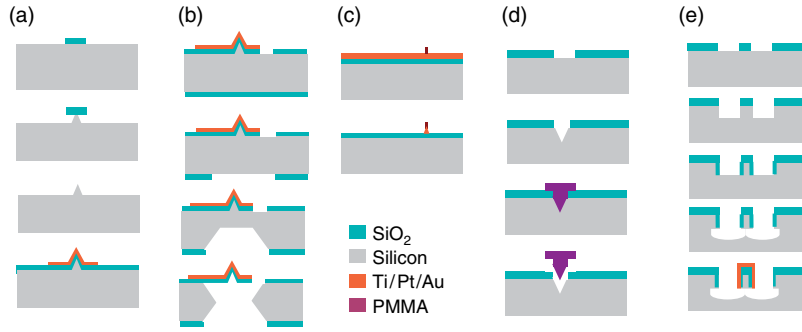 (a)
(b)
(c)
(d)
(e)
SiO₂
Silicon
Ti/Pt/Au
PMMA